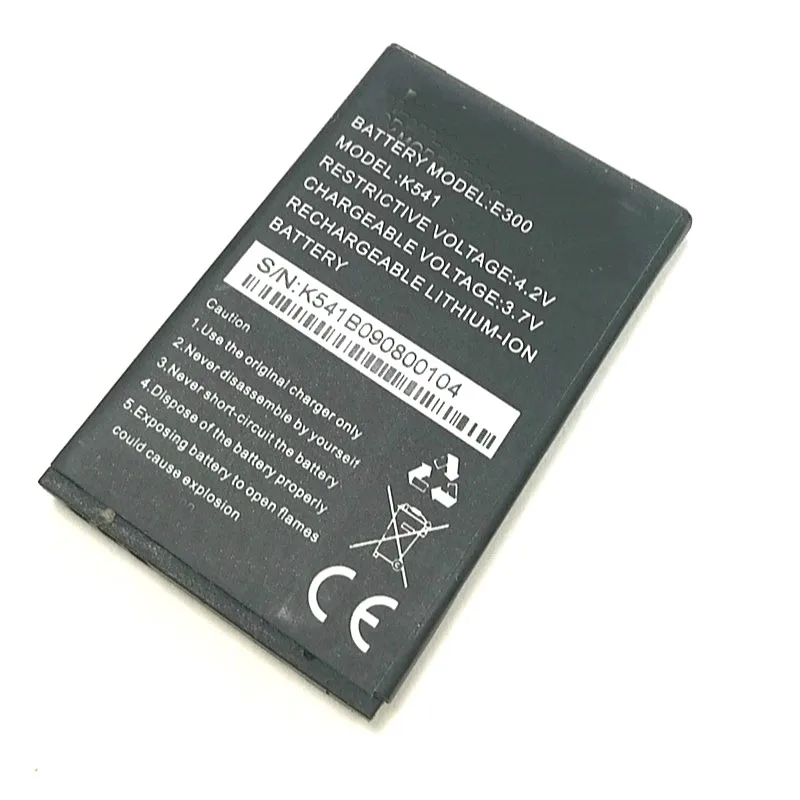 BATTERY MODEL:E300
MODEL:K541
RESTRICTIVE VOLTAGE:4.2V
CHARGEABLE VOLTAGE:3.7V
RECHARGEABLE LITHIUM-ION
BATTERY
S/N:K541B090800104
Caution
1.Use the original charger only
2.Never disassemble by yourself
3.Never short-circuit the battery
4.Dispose of the battery properly
5.Exposing battery to open flames
could cause explosion
CE